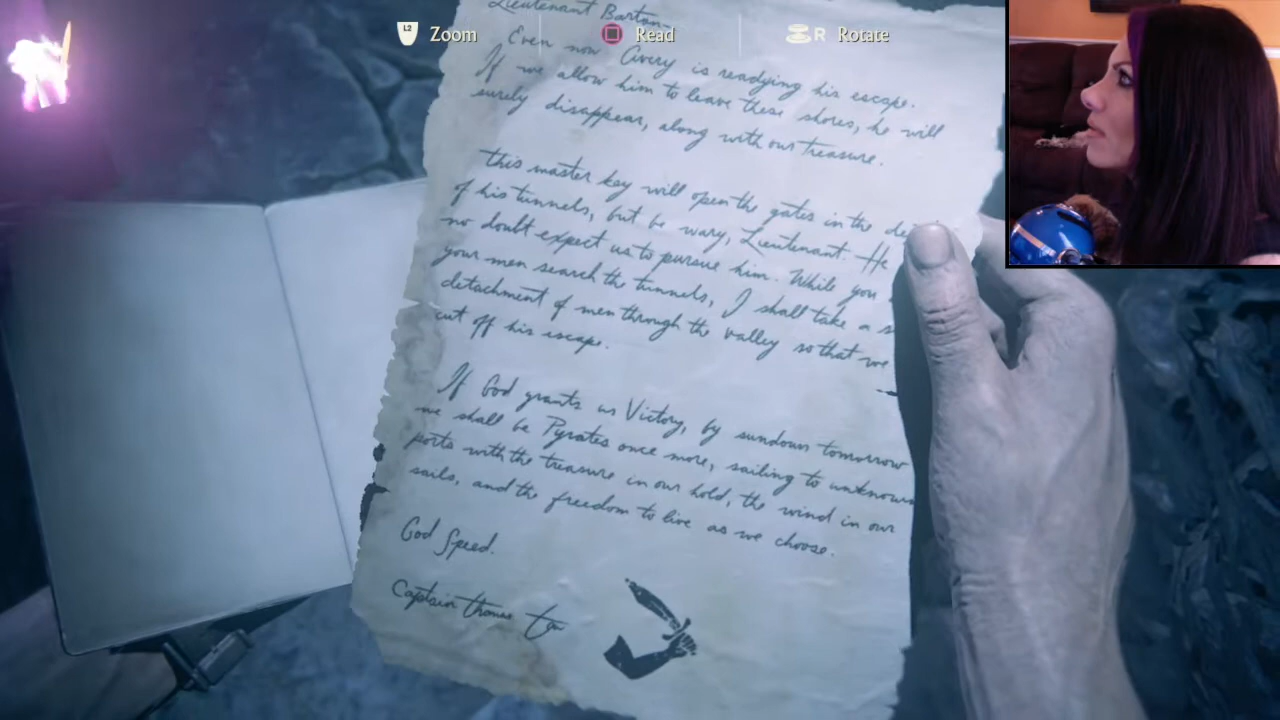 L2 Zoom
Read
R Rotate
Lieutenant Barton-
Even now Avery is readying his escape.
If we allow him to leave these shores, he will
surely disappear, along with our treasure.
this master key will open the gates in the de
of his tunnels, but be wary, Lieutenant. He
no doubt expect us to pursue him. While you
your men search the tunnels, I shall take a s
detachment of men through the valley so that we
cut off his escape.
If God grants us Victory, by sundown tomorrow
we shall be Pyrates once more, sailing to unknown
ports with the treasure in our hold, the wind in our
sails, and the freedom to live as we choose.
God Speed.
Captain Thomas Tew